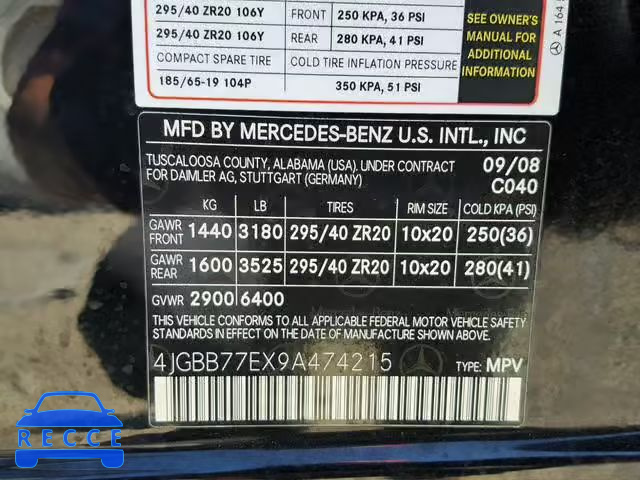 295/40 ZR20 106Y FRONT 250 KPA, 36 PSI
295/40 ZR20 106Y REAR 280 KPA, 41 PSI
COMPACT SPARE TIRE COLD TIRE INFLATION PRESSURE
185/65-19 104P 350 KPA, 51 PSI
SEE OWNER'S
MANUAL FOR
ADDITIONAL
INFORMATION
A 164
MFD BY MERCEDES-BENZ U.S. INTL., INC
TUSCALOOSA COUNTY, ALABAMA (USA). UNDER CONTRACT
FOR DAIMLER AG, STUTTGART (GERMANY)
09/08
C040
KG LB TIRES RIM SIZE COLD KPA (PSI)
GAWR FRONT 1440 3180 295/40 ZR20 10x20 250(36)
GAWR REAR 1600 3525 295/40 ZR20 10x20 280(41)
GVWR 2900 6400
THIS VEHICLE CONFORMS TO ALL APPLICABLE FEDERAL MOTOR VEHICLE SAFETY
STANDARDS IN EFFECT ON THE DATE OF MANUFACTURE SHOWN ABOVE.
4JGBB77EX9A474215 TYPE: MPV
RECCE